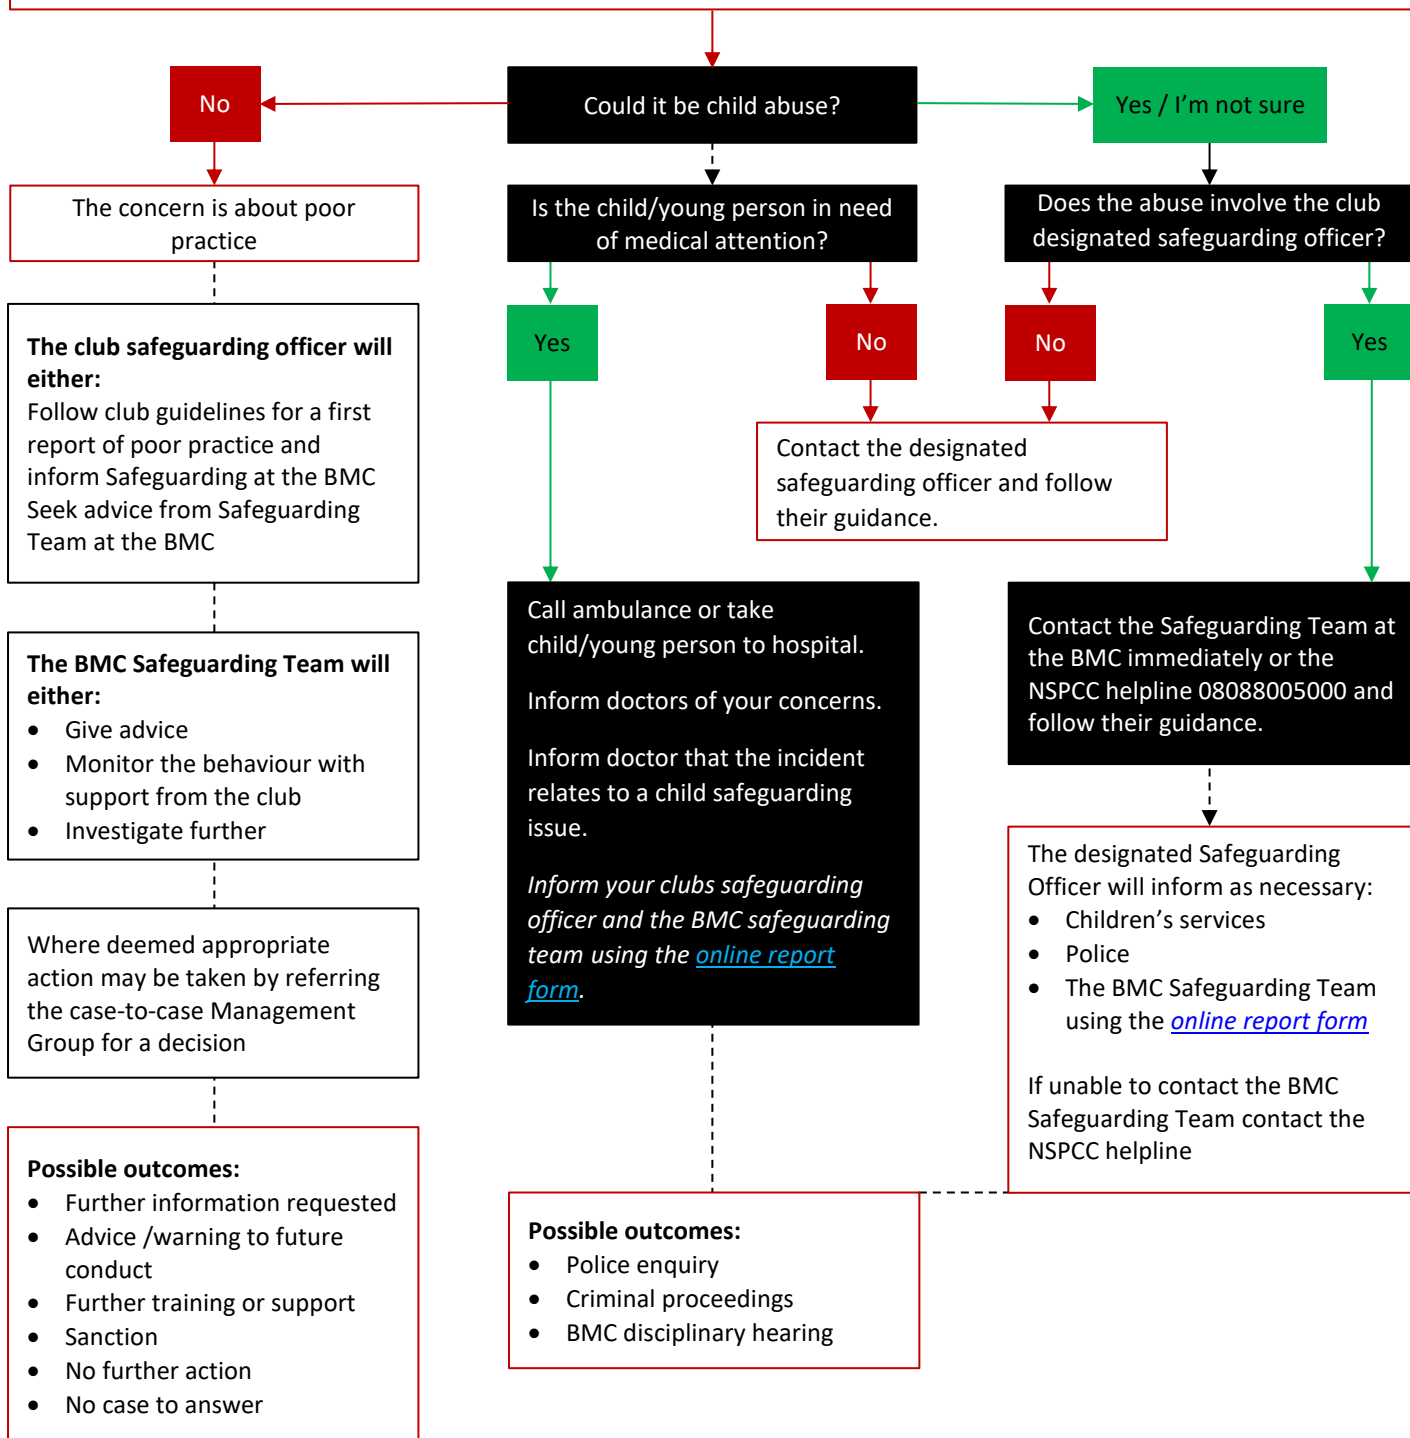 Could it be child abuse?
No
Yes / I’m not sure
The concern is about poor
practice
Is the child/young person in need
of medical attention?
Does the abuse involve the club
designated safeguarding officer?
Yes
No
No
Yes
The club safeguarding officer will
either:
Follow club guidelines for a first
report of poor practice and
inform Safeguarding at the BMC
Seek advice from Safeguarding
Team at the BMC
Contact the designated
safeguarding officer and follow
their guidance.
The BMC Safeguarding Team will
either:
• Give advice
• Monitor the behaviour with
support from the club
• Investigate further
Call ambulance or take
child/young person to hospital.
Inform doctors of your concerns.
Inform doctor that the incident
relates to a child safeguarding
issue.
Inform your clubs safeguarding
officer and the BMC safeguarding
team using the online report
form.
Contact the Safeguarding Team at
the BMC immediately or the
NSPCC helpline 08088005000 and
follow their guidance.
Where deemed appropriate
action may be taken by referring
the case-to-case Management
Group for a decision
The designated Safeguarding
Officer will inform as necessary:
• Children’s services
• Police
• The BMC Safeguarding Team
using the online report form
If unable to contact the BMC
Safeguarding Team contact the
NSPCC helpline
Possible outcomes:
• Further information requested
• Advice /warning to future
conduct
• Further training or support
• Sanction
• No further action
• No case to answer
Possible outcomes:
• Police enquiry
• Criminal proceedings
• BMC disciplinary hearing